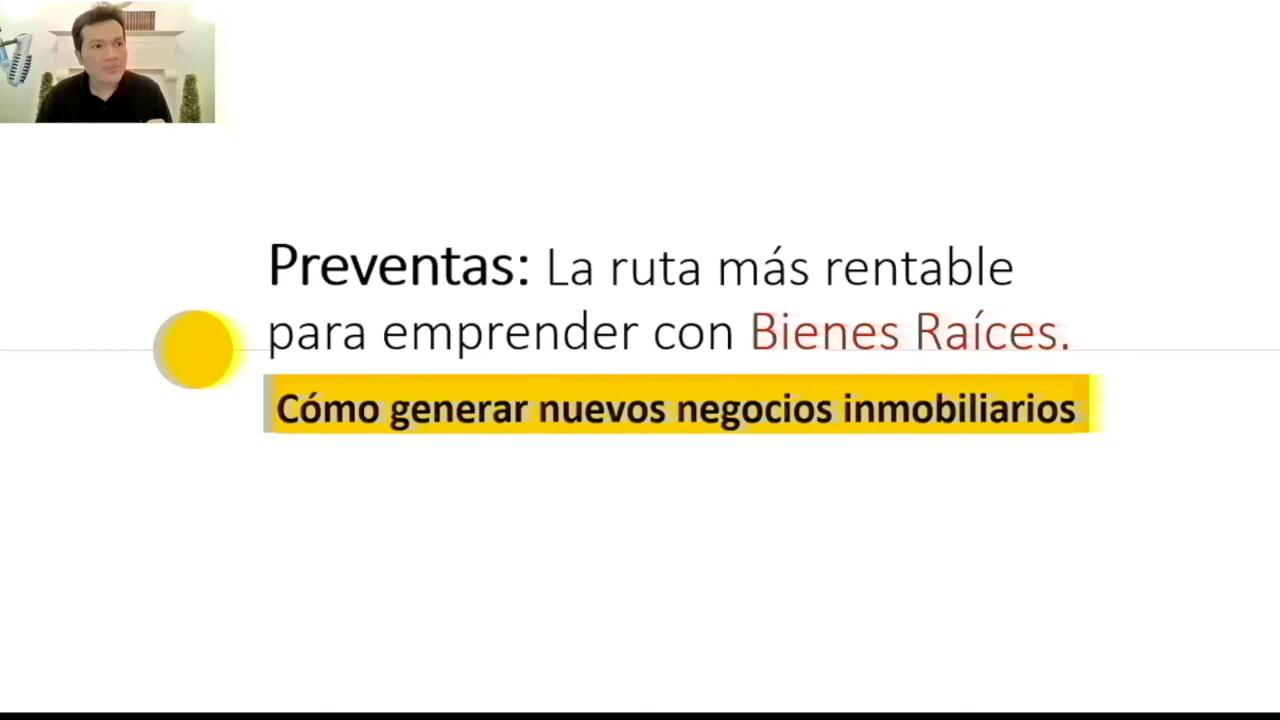 Preventas: La ruta más rentable
para emprender con Bienes Raíces.
Cómo generar nuevos negocios inmobiliarios